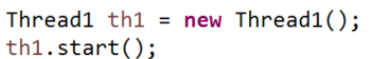 Thread1 th1 = new Thread1();
th1.start();